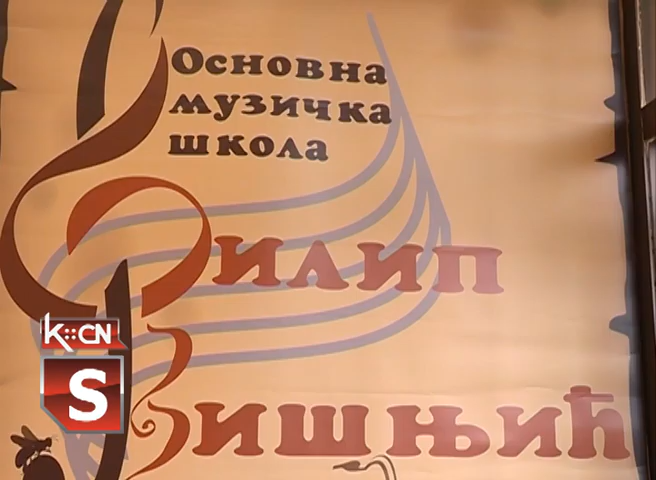 Основна
музичка
школа
Филип
Вишњић
K::CN
S